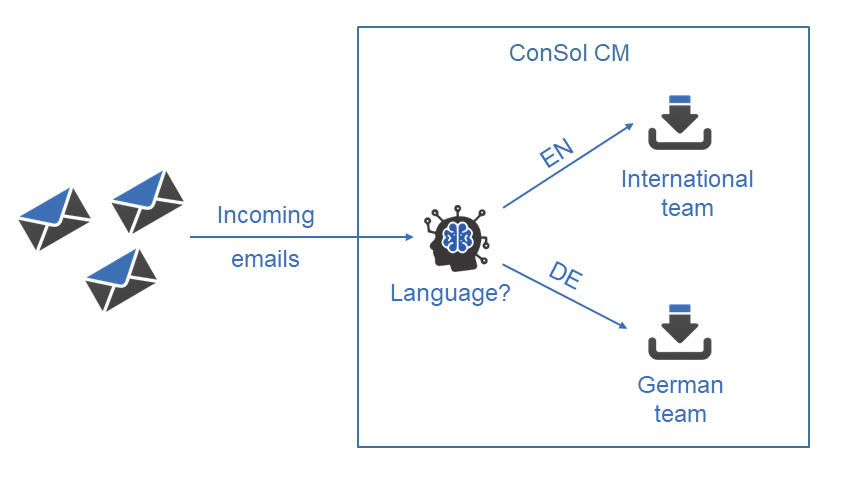 ConSol CM
Incoming
emails
Language?
EN
International
team
DE
German
team